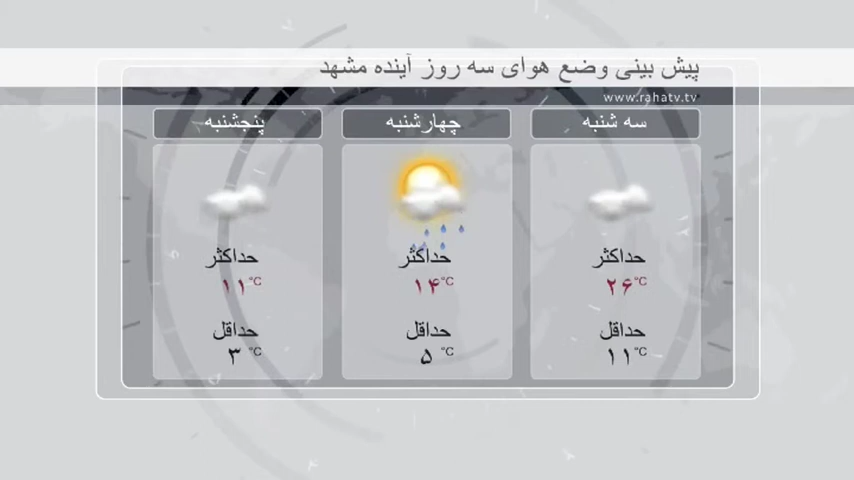 پیش بینی وضع هوای سه روز آینده مشهد
www.rahatv.tv
سه شنبه
حداکثر
۲۶°C
حداقل
۱۱°C
چهارشنبه
حداکثر
۱۴°C
حداقل
۵°C
پنجشنبه
حداکثر
۱۱°C
حداقل
۳°C